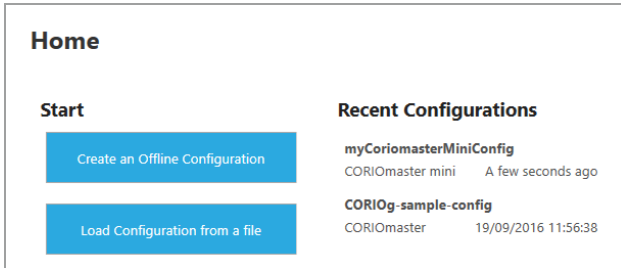 Home
Start
Create an Offline Configuration
Load Configuration from a file
Recent Configurations
myCoriomasterMiniConfig
CORIOmaster mini A few seconds ago
CORIOg-sample-config
CORIOmaster 19/09/2016 11:56:38